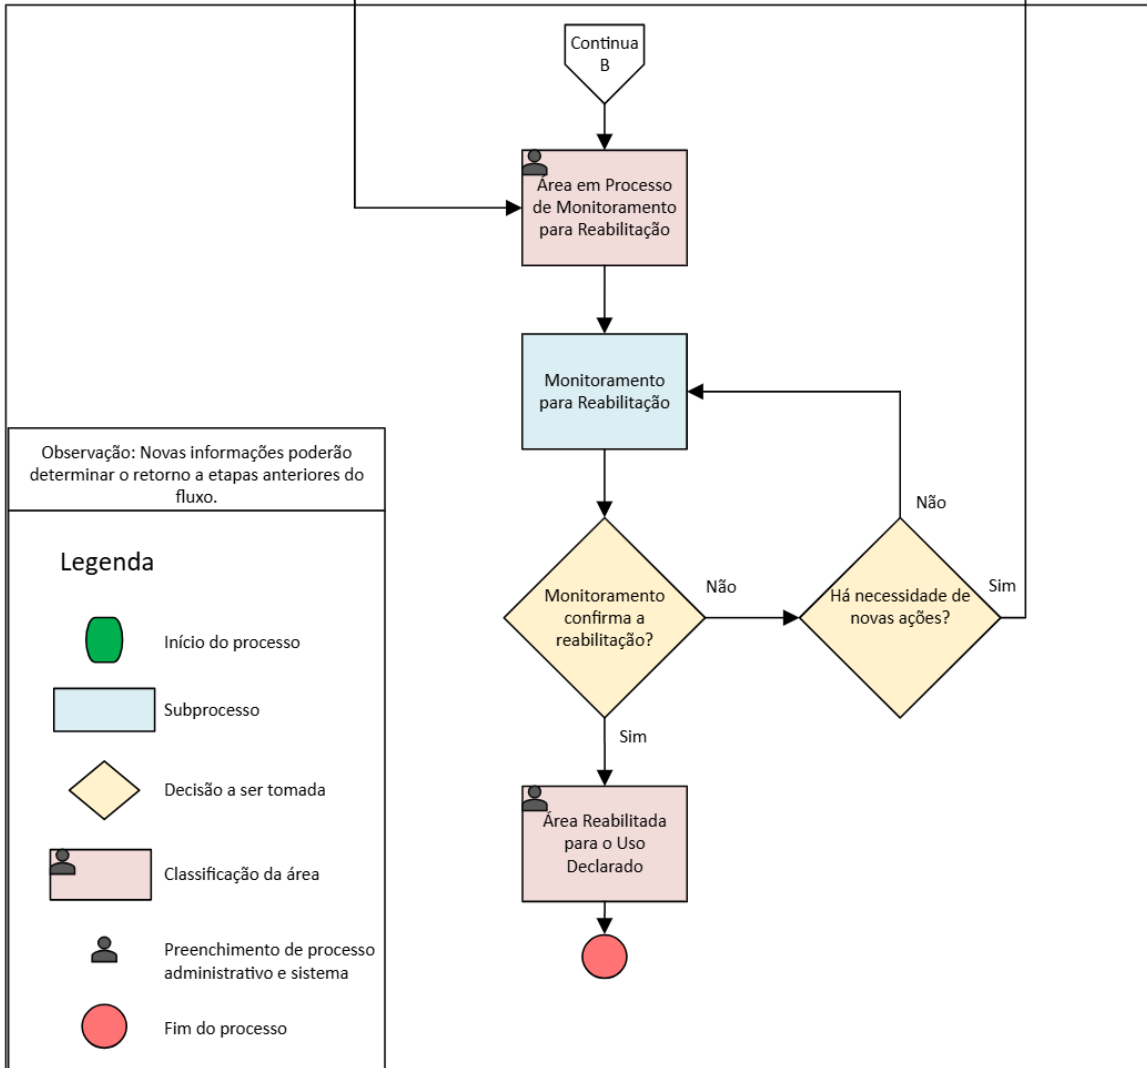 Continua
B
Área em Processo
de Monitoramento
para Reabilitação
Monitoramento
para Reabilitação
Observação: Novas informações poderão
determinar o retorno a etapas anteriores do
fluxo.
Não
Legenda
Monitoramento
confirma a
reabilitação?
Não
Há necessidade de
novas ações?
Sim
Início do processo
Subprocesso
Sim
Decisão a ser tomada
Área Reabilitada
para o Uso
Declarado
Classificação da área
Preenchimento de processo
administrativo e sistema
Fim do processo